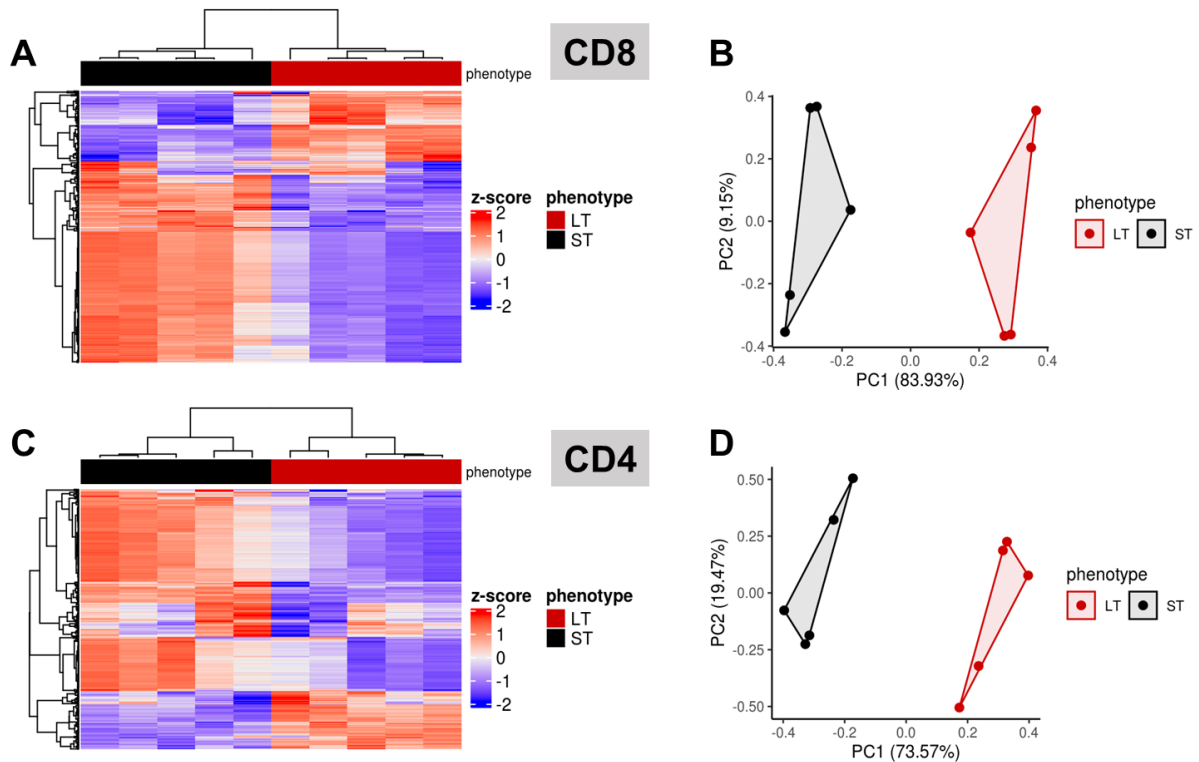 A
CD8
phenotype
z-score
2
1
0
-1
-2
phenotype
LT
ST
B
0.4
0.2
0.0
-0.2
-0.4
PC2 (9.15%)
-0.4
-0.2
0.0
0.2
0.4
PC1 (83.93%)
phenotype
LT
ST
C
CD4
phenotype
z-score
2
1
0
-1
-2
phenotype
LT
ST
D
0.50
0.25
0.00
-0.25
-0.50
PC2 (19.47%)
-0.4
-0.2
0.0
0.2
0.4
PC1 (73.57%)
phenotype
LT
ST